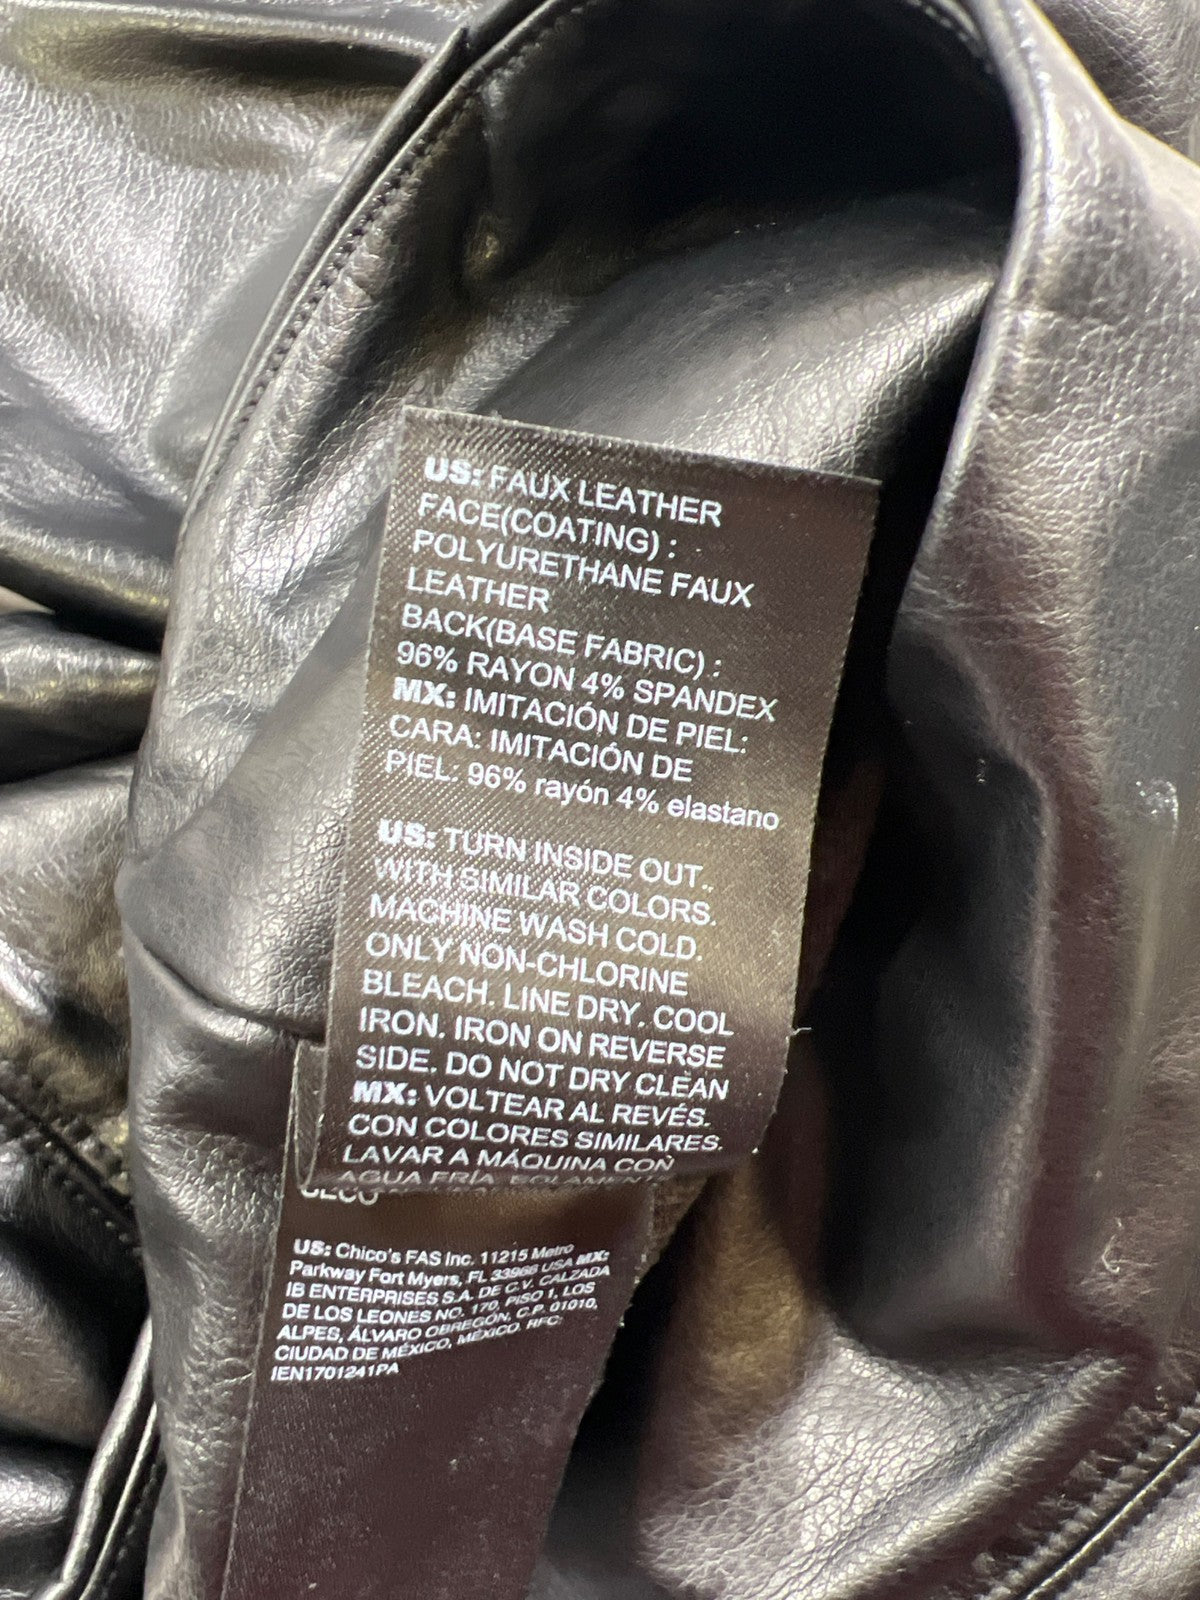 US: FAUX LEATHER
FACE(COATING) :
POLYURETHANE FAUX
LEATHER
BACK(BASE FABRIC) :
96% RAYON 4% SPANDEX
MX: IMITACIÓN DE PIEL:
CARA: IMITACIÓN DE
PIEL. 96% rayón 4% elastano
US: TURN INSIDE OUT.,
WITH SIMILAR COLORS.
MACHINE WASH COLD.
ONLY NON-CHLORINE
BLEACH. LINE DRY. COOL
IRON. IRON ON REVERSE
SIDE. DO NOT DRY CLEAN
MX: VOLTEAR AL REVÉS.
CON COLORES SIMILARES.
LAVAR A MÁQUINA CON
AGUA FRÍA. SOLAMENTE
SECO
US: Chico's FAS Inc. 11215 Metro
Parkway Fort Myers, FL 33966 USA MX:
IB ENTERPRISES S.A. DE C.V. CALZADA
DE LOS LEONES NO. 170, PISO 1, LOS
ALPES, ÁLVARO OBREGÓN, C.P. 01010,
CIUDAD DE MÉXICO, MÉXICO. RFC:
IEN1701241PA